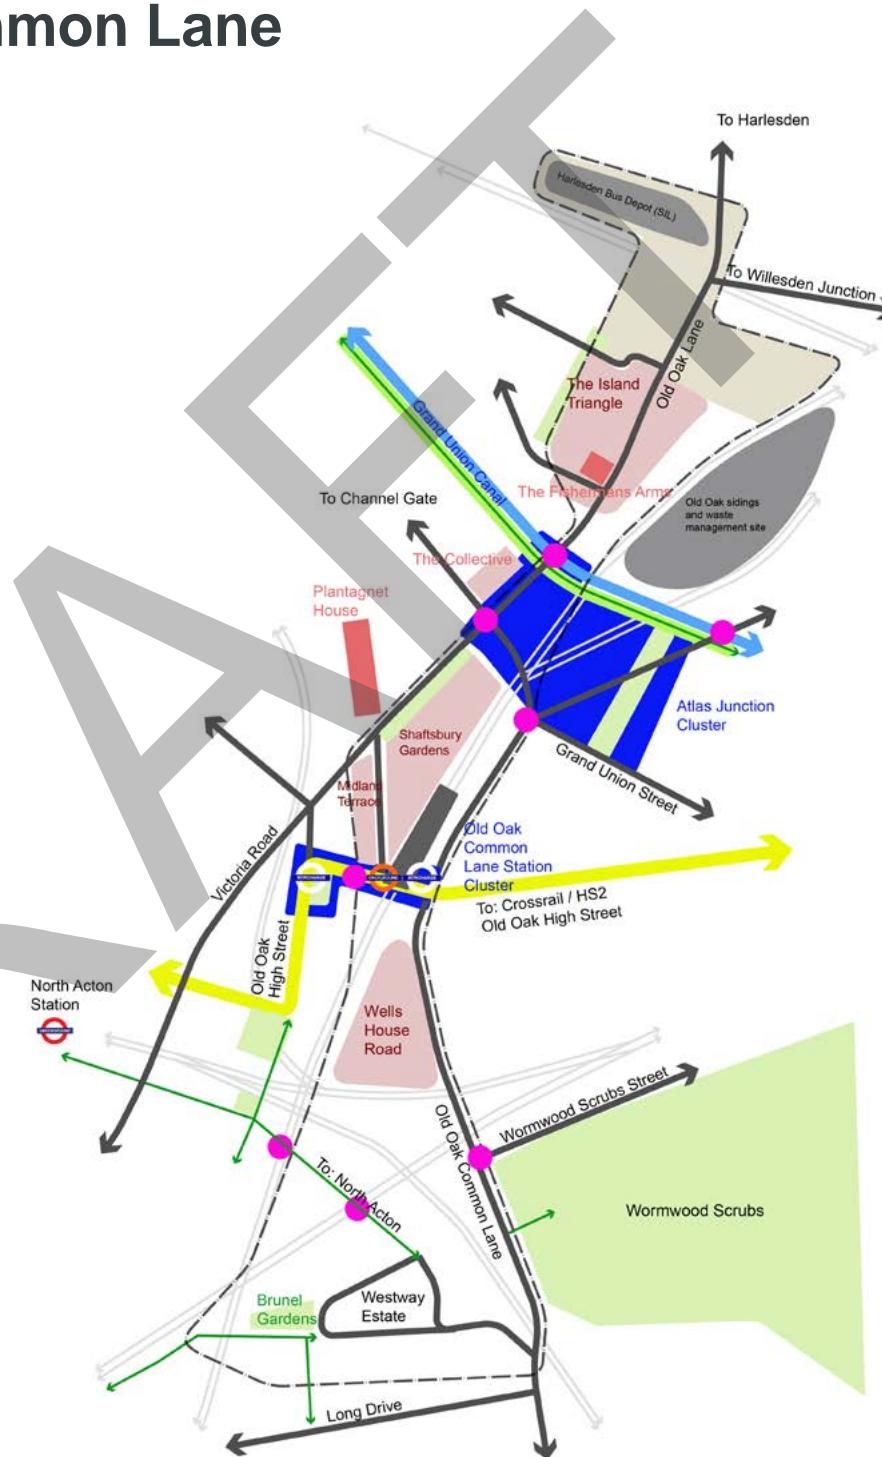 mmon Lane
To Harlesden
Harlesden Bus Depot (SIL)
To Willesden Junction
Old Oak Lane
The Island
Triangle
Grand Union Canal
The Fishermans Arms
Old Oak sidings
and waste
management site
To Channel Gate
The Collective
Plantagnet
House
Atlas Junction
Cluster
Shaftsbury
Gardens
Grand Union Street
Midland
Terrace
Victoria Road
Old Oak
Common
Lane Station
Cluster
To: Crossrail / HS2
Old Oak High Street
Old Oak
High Street
North Acton
Station
Wells
House
Road
Wormwood Scrubs Street
Old Oak Common Lane
To: North Acton
Wormwood Scrubs
Westway
Estate
Brunel
Gardens
Long Drive